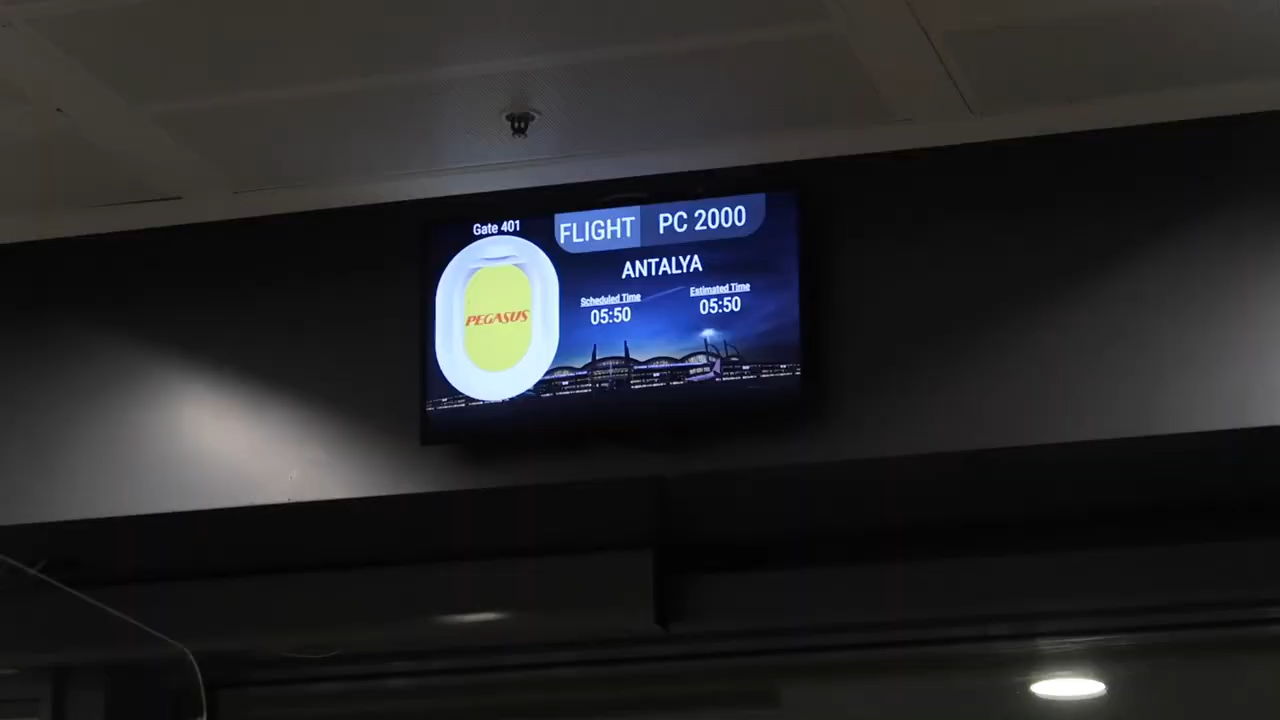 Gate 401
FLIGHT PC 2000
ANTALYA
Scheduled Time Estimated Time
05:50 05:50
PEGASUS